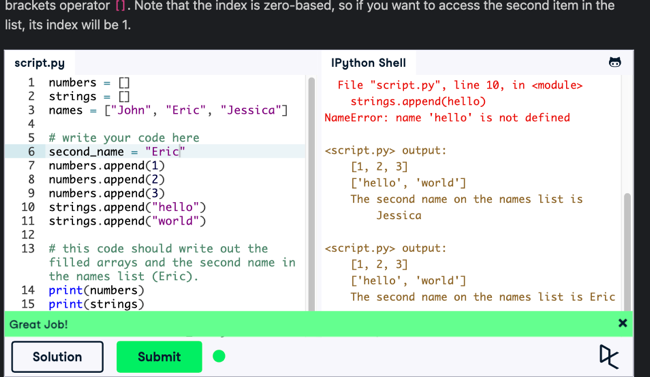 brackets operator []. Note that the index is zero-based, so if you want to access the second item in the
list, its index will be 1.
script.py
1 numbers = []
2 strings = []
3 names = ["John", "Eric", "Jessica"]
4
5 # write your code here
6 second_name = "Eric"
7 numbers.append(1)
8 numbers.append(2)
9 numbers.append(3)
10 strings.append("hello")
11 strings.append("world")
12
13 # this code should write out the
filled arrays and the second name in
the names list (Eric).
14 print(numbers)
15 print(strings)
IPython Shell
File "script.py", line 10, in <module>
strings.append(hello)
NameError: name 'hello' is not defined
<script.py> output:
[1, 2, 3]
['hello', 'world']
The second name on the names list is
Jessica
<script.py> output:
[1, 2, 3]
['hello', 'world']
The second name on the names list is Eric
Great Job!
Solution
Submit